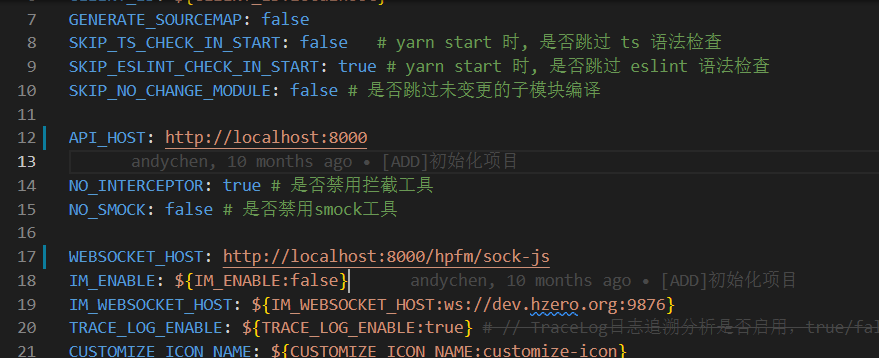 7 GENERATE_SOURCEMAP: false
8 SKIP_TS_CHECK_IN_START: false # yarn start 时, 是否跳过 ts 语法检查
9 SKIP_ESLINT_CHECK_IN_START: true # yarn start 时, 是否跳过 eslint 语法检查
10 SKIP_NO_CHANGE_MODULE: false # 是否跳过未变更的子模块编译
11
12 API_HOST: http://localhost:8000
13 andychen, 10 months ago • [ADD]初始化项目
14 NO_INTERCEPTOR: true # 是否禁用拦截工具
15 NO_SMOCK: false # 是否禁用smock工具
16
17 WEBSOCKET_HOST: http://localhost:8000/hpfm/sock-js
18 IM_ENABLE: ${IM_ENABLE:false} andychen, 10 months ago • [ADD]初始化项目
19 IM_WEBSOCKET_HOST: ${IM_WEBSOCKET_HOST:ws://dev.hzero.org:9876}
20 TRACE_LOG_ENABLE: ${TRACE_LOG_ENABLE:true} # // TraceLog日志追溯分析是否启用, true/fal
21 CUSTOMIZE_ICON_NAME: ${CUSTOMIZE_ICON_NAME:customize-icon}